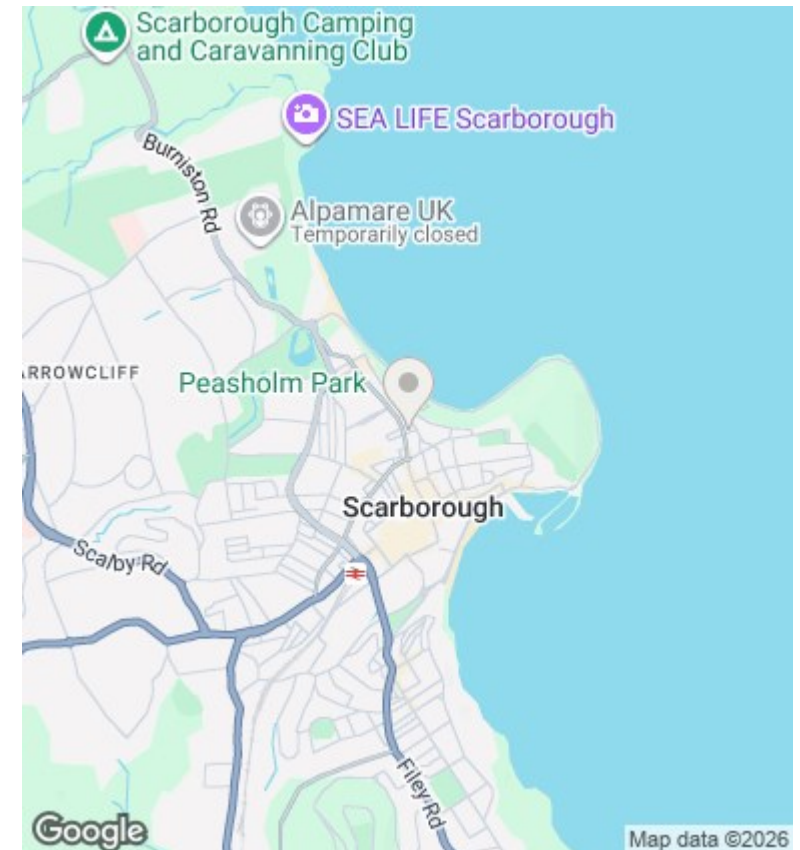 Scarborough Camping
and Caravanning Club
SEA LIFE Scarborough
Burniston Rd
Alpamare UK
Temporarily closed
ARROWCLIFF
Peasholm Park
Scarborough
Scalby Rd
Filey Rd
Google
Map data ©2026